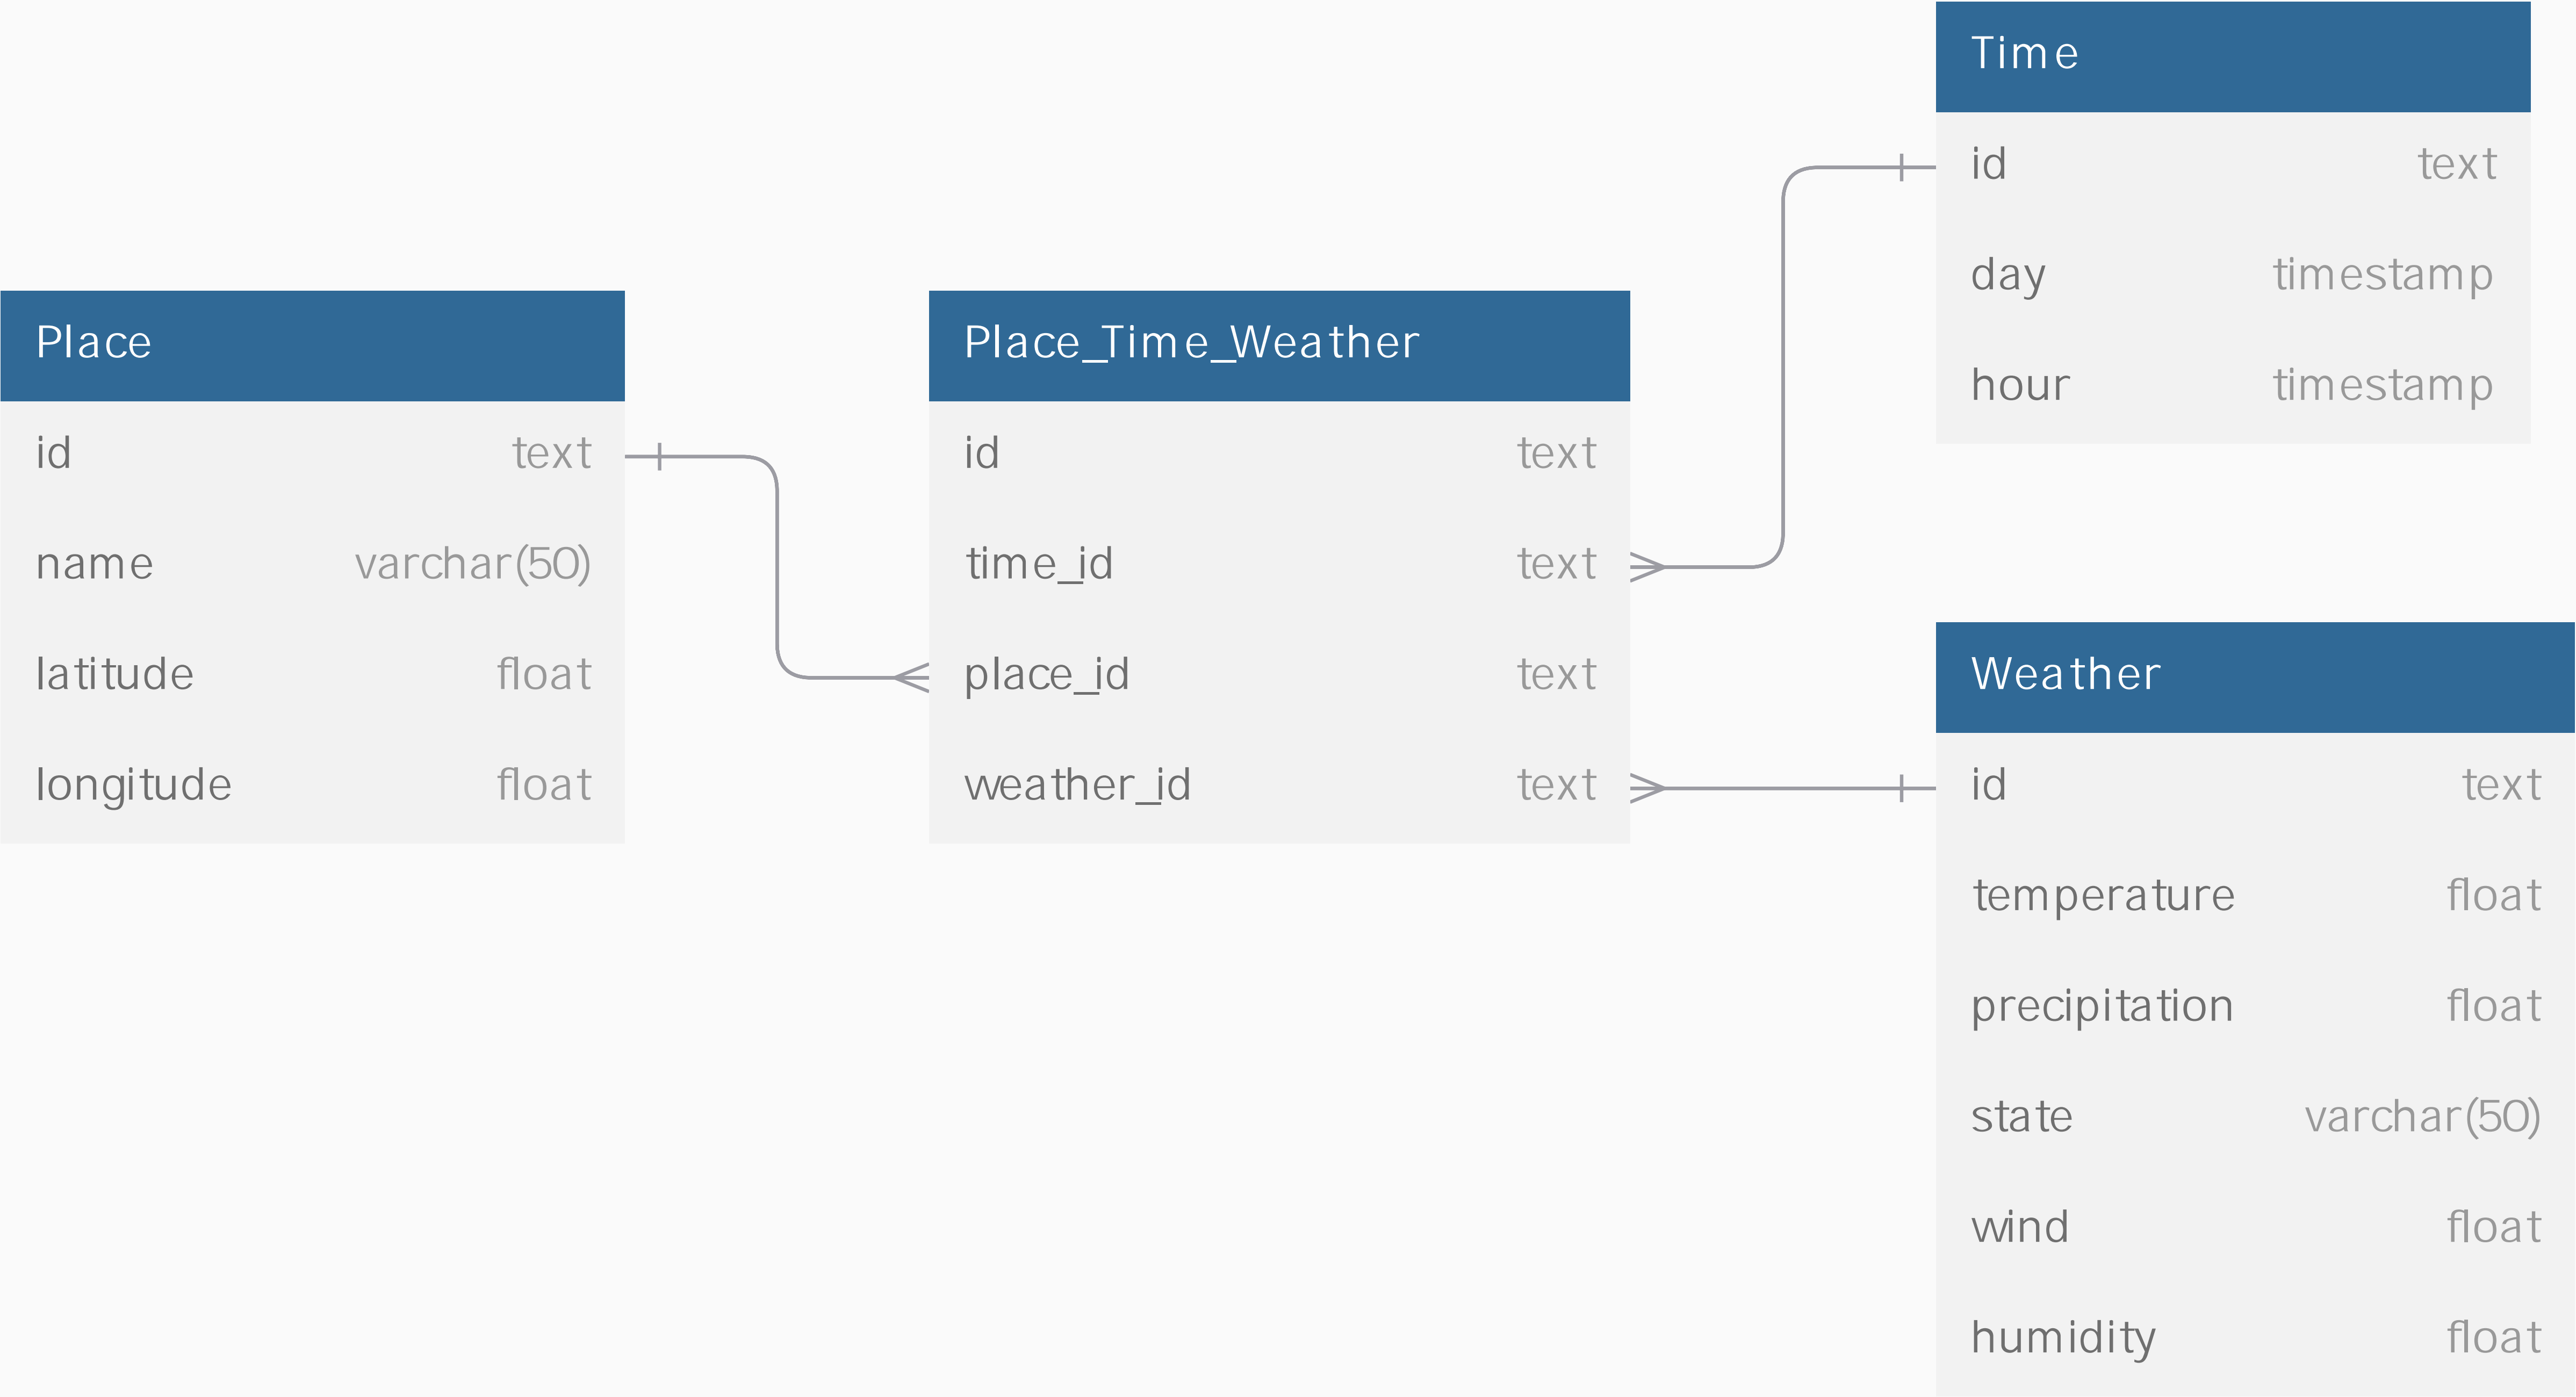 Place
id text
name varchar(50)
latitude float
longitude float
Place_Time_Weather
id text
time_id text
place_id text
weather_id text
Time
id text
day timestamp
hour timestamp
Weather
id text
temperature float
precipitation float
state varchar(50)
wind float
humidity float